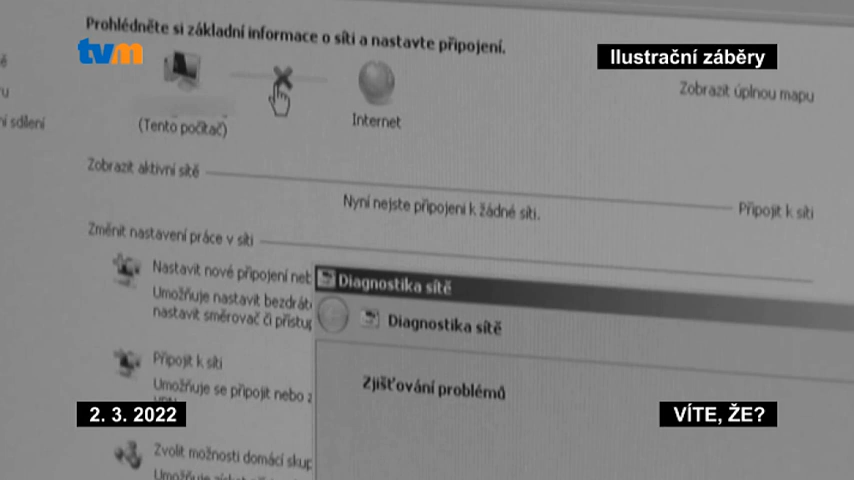 Prohlédněte si základní informace o síti a nastavte připojení.
tvm
Ilustrační záběry
Zobrazit úplnou mapu
ní sdílení
(Tento počítač)
Internet
Zobrazit aktivní sítě
Připojit k síti
Nyní nejste připojeni k žádné síti.
Změnit nastavení práce v síti
Nastavit nové připojení neb
Umožňuje nastavit bezdrát
nastavit směrovač či přístup
Diagnostika sítě
Diagnostika sítě
Zjišťování problémů
Připojit k síti
Umožňuje se připojit nebo z
2. 3. 2022
VÍTE, ŽE?
Zvolit možnosti domácí skup